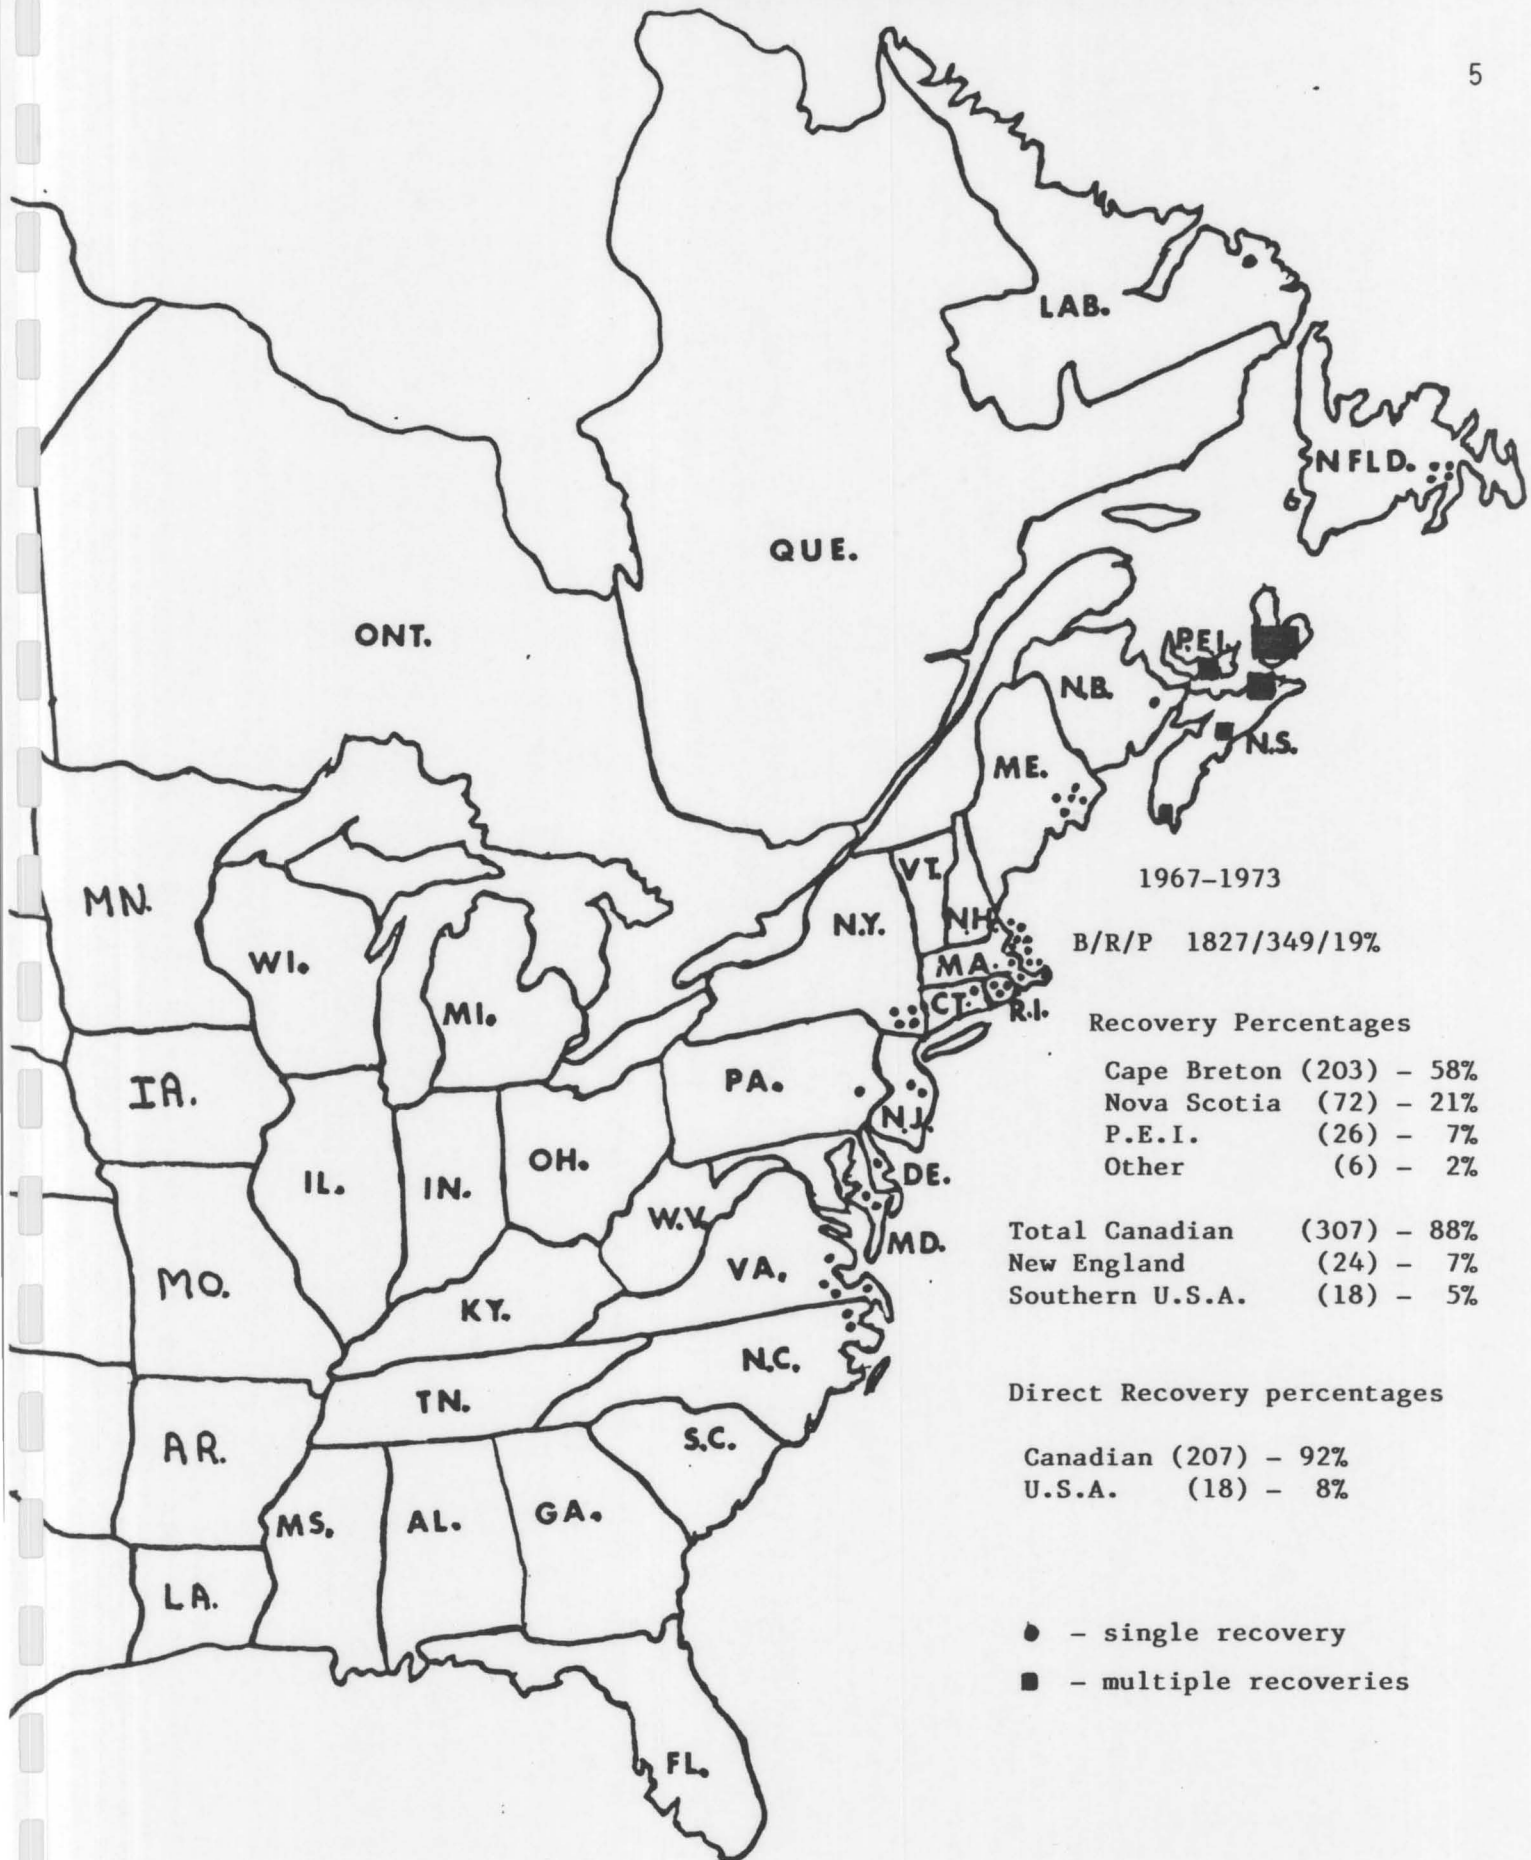 5
LAB.
NFLD.
QUE.
ONT.
P.E.I.
N.B.
N.S.
ME.
VT.
1967-1973
MN.
N.Y.
N.H.
B/R/P 1827/349/19%
WI.
MA.
MI.
CT.
R.I.
Recovery Percentages
IA.
PA.
Cape Breton (203) - 58%
Nova Scotia (72) - 21%
N.J.
P.E.I. (26) - 7%
OH.
Other (6) - 2%
IL.
IN.
DE.
W.V.
Total Canadian (307) - 88%
MD.
New England (24) - 7%
VA.
MO.
Southern U.S.A. (18) - 5%
KY.
N.C.
TN.
Direct Recovery percentages
AR.
S.C.
Canadian (207) - 92%
U.S.A. (18) - 8%
MS.
AL.
GA.
LA.
- single recovery
- multiple recoveries
FL.